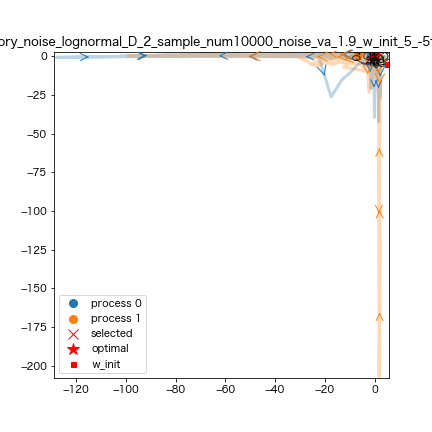 ory_noise_lognormal_D_2_sample_num10000_noise_va_1.9_w_init_5_-5
0
−25
−50
−75
−100
−125
−150
−175
−200
process 0
process 1
selected
optimal
w_init
−120
−100
−80
−60
−40
−20
0